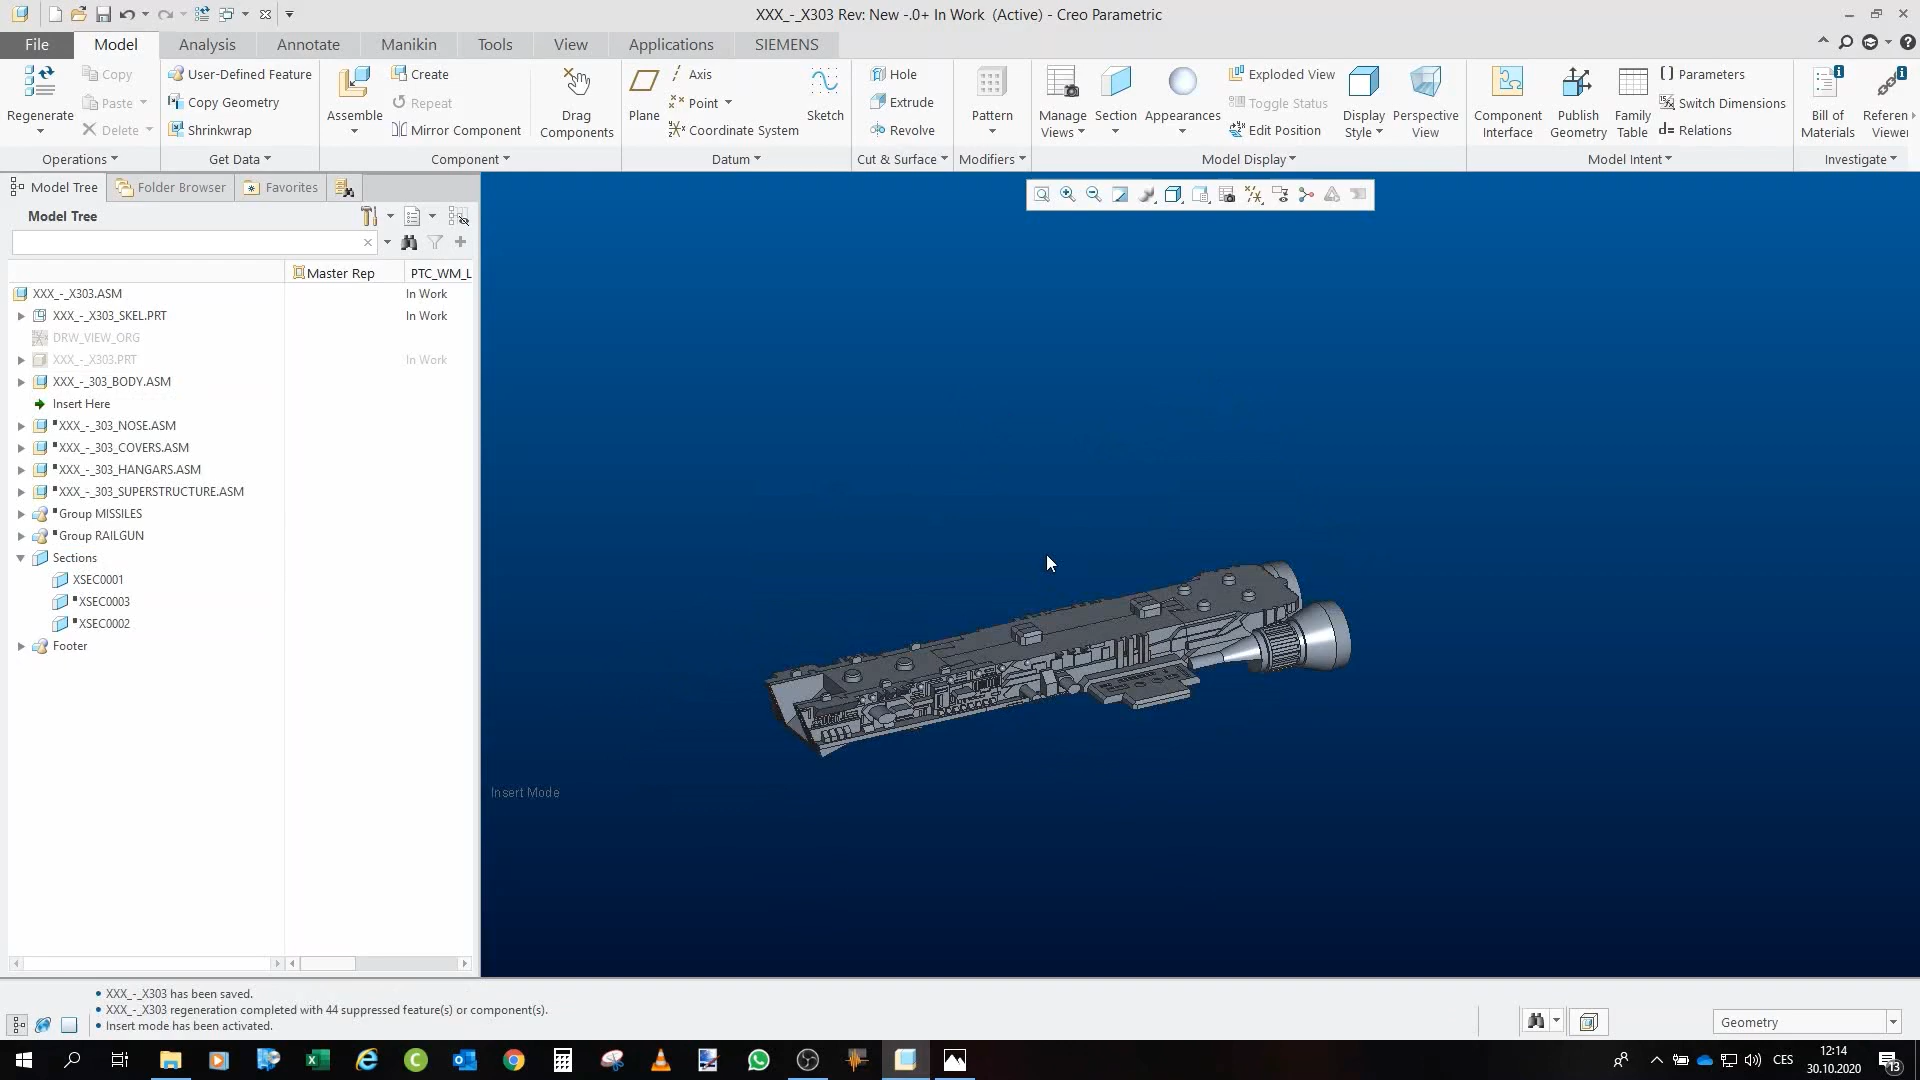 XXX_-_X303 Rev: New -.0+ In Work  (Active) - Creo Parametric
File Model Analysis Annotate Manikin Tools View Applications SIEMENS
Regenerate
Copy
Paste
Delete
Operations
User-Defined Feature
Copy Geometry
Shrinkwrap
Get Data
Assemble
Create
Repeat
Mirror Component
Drag
Components
Component
Plane
Axis
Point
Coordinate System
Sketch
Datum
Hole
Extrude
Revolve
Cut & Surface
Pattern
Modifiers
Manage
Views
Section
Appearances
Exploded View
Toggle Status
Edit Position
Display
Style
Perspective
View
Model Display
Component
Interface
Publish
Geometry
Family
Table
Parameters
Switch Dimensions
Relations
Model Intent
Bill of
Materials
Investigate
Model Tree Folder Browser Favorites
Model Tree
Master Rep PTC_WM_L
XXX_-_X303.ASM In Work
XXX_-_X303_SKEL.PRT In Work
DRW_VIEW_ORG
XXX_-_X303.PRT In Work
XXX_-_303_BODY.ASM
Insert Here
XXX_-_303_NOSE.ASM
XXX_-_303_COVERS.ASM
XXX_-_303_HANGARS.ASM
XXX_-_303_SUPERSTRUCTURE.ASM
Group MISSILES
Group RAILGUN
Sections
XSEC0001
XSEC0003
XSEC0002
Footer
Insert Mode
• XXX_-_X303 has been saved.
• XXX_-_X303 regeneration completed with 44 suppressed feature(s) or component(s).
• Insert mode has been activated.
Geometry
CES
12:14
30.10.2020
13